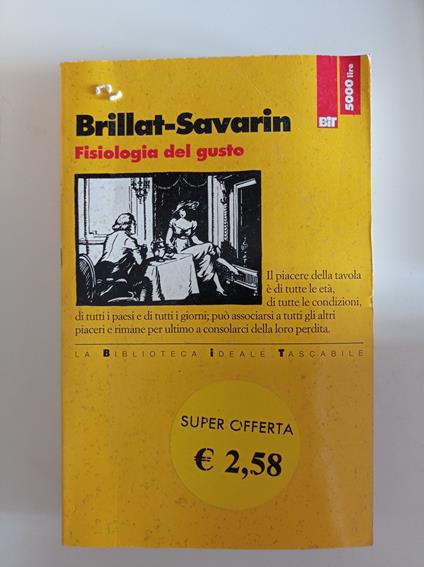 BIT
5000 lire
Brillat-Savarin
Fisiologia del gusto
Il piacere della tavola
è di tutte le età,
di tutte le condizioni,
di tutti i paesi e di tutti i giorni; può associarsi a tutti gli altri
piaceri e rimane per ultimo a consolarci della loro perdita.
LA BIBLIOTECA IDEALE TASCABILE
SUPER OFFERTA
€ 2,58